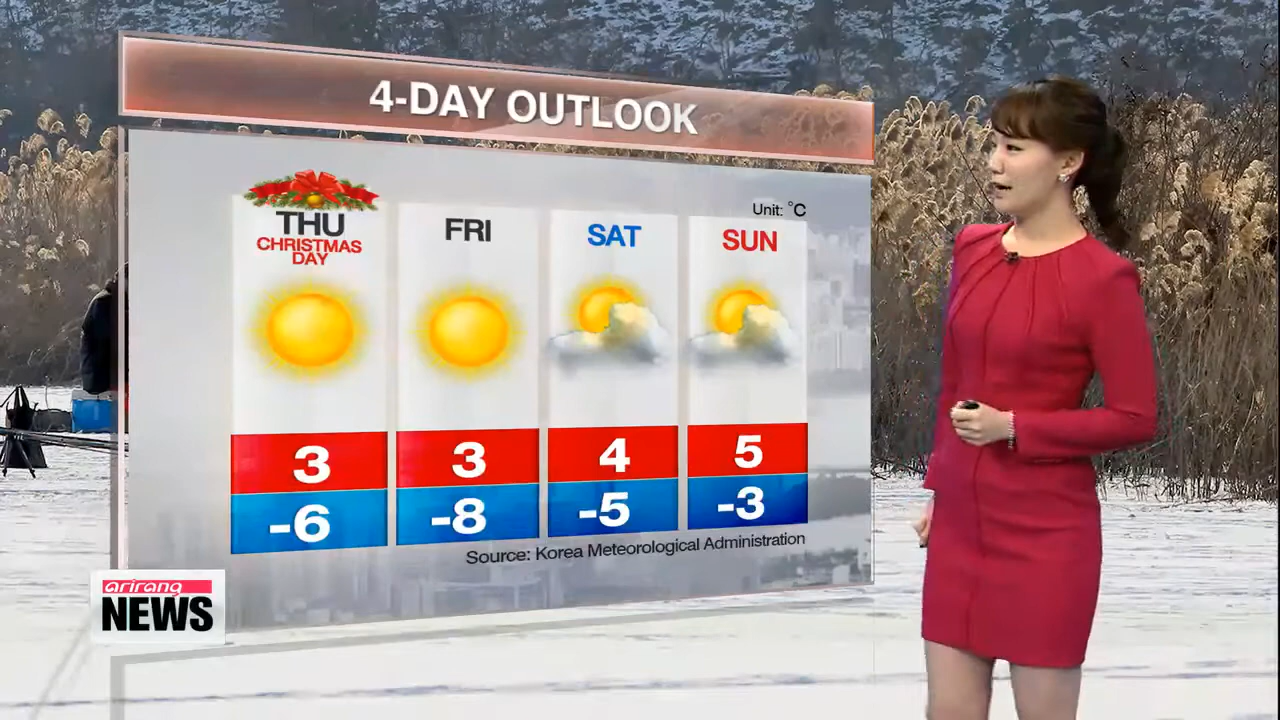 4-DAY OUTLOOK
Unit: °C
THU
CHRISTMAS
DAY
FRI
SAT
SUN
3
3
4
5
-6
-8
-5
-3
Source: Korea Meteorological Administration
arirang
NEWS